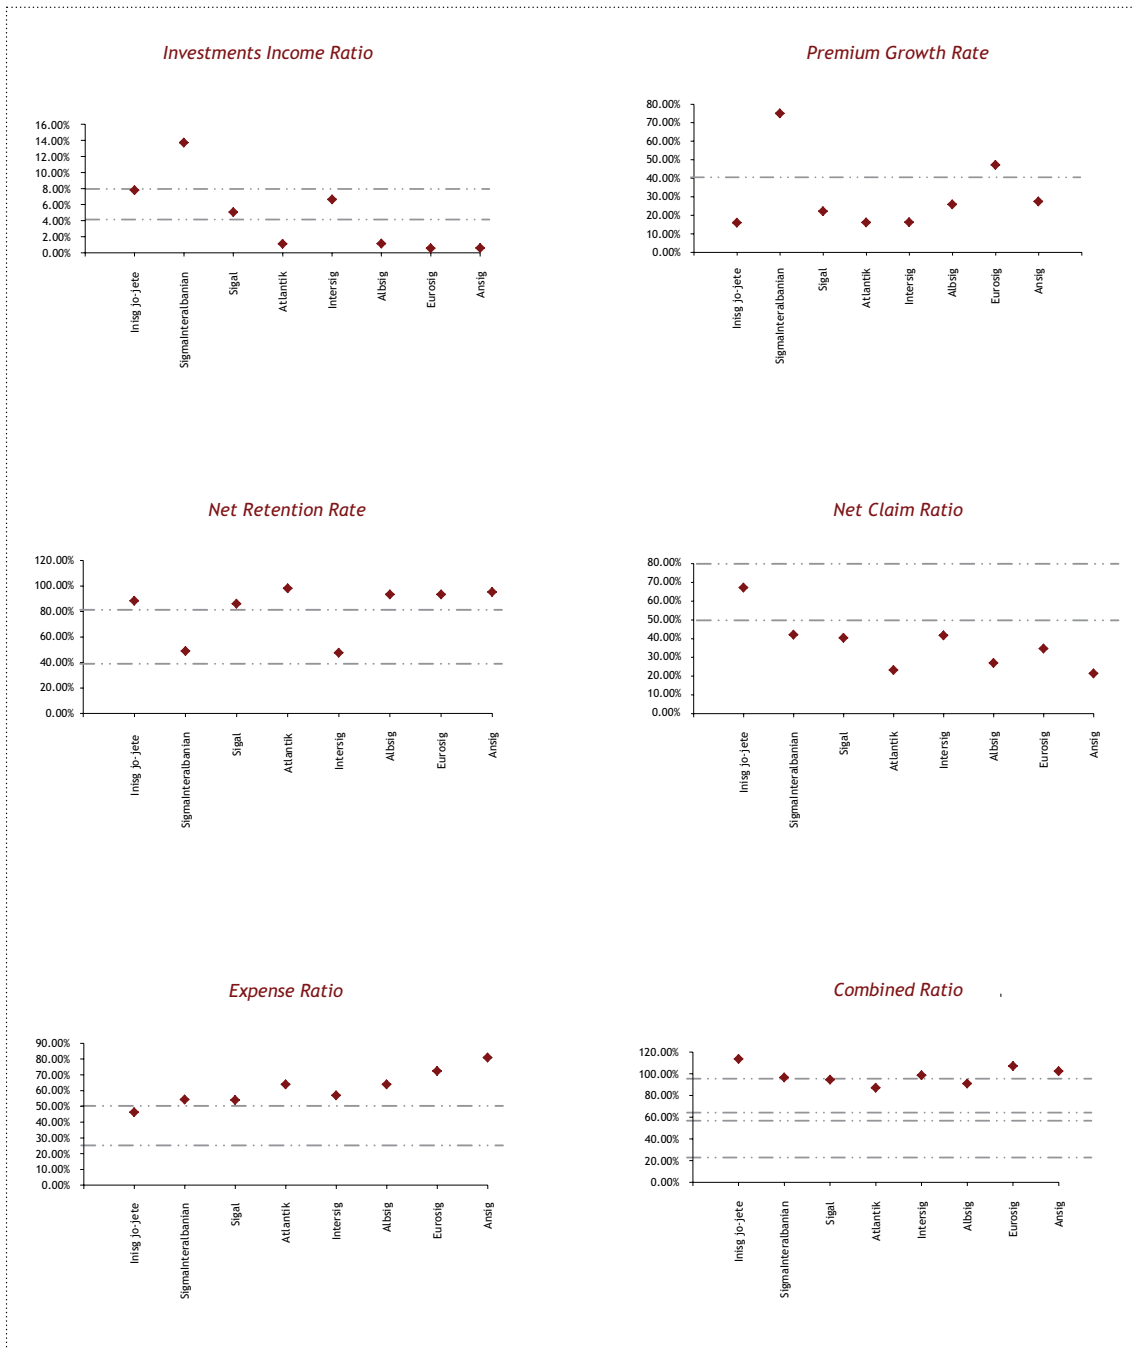 Investments Income Ratio
16.00%
14.00%
12.00%
10.00%
8.00%
6.00%
4.00%
2.00%
0.00%
Inisg jo-jete
SigmaInteralbanian
Sigal
Atlantik
Intersig
Albsig
Eurosig
Ansig
Premium Growth Rate
80.00%
70.00%
60.00%
50.00%
40.00%
30.00%
20.00%
10.00%
0.00%
Inisg jo-jete
SigmaInteralbanian
Sigal
Atlantik
Intersig
Albsig
Eurosig
Ansig
Net Retention Rate
120.00%
100.00%
80.00%
60.00%
40.00%
20.00%
0.00%
Inisg jo-jete
SigmaInteralbanian
Sigal
Atlantik
Intersig
Albsig
Eurosig
Ansig
Net Claim Ratio
80.00%
70.00%
60.00%
50.00%
40.00%
30.00%
20.00%
10.00%
0.00%
Inisg jo-jete
SigmaInteralbanian
Sigal
Atlantik
Intersig
Albsig
Eurosig
Ansig
Expense Ratio
90.00%
80.00%
70.00%
60.00%
50.00%
40.00%
30.00%
20.00%
10.00%
0.00%
Inisg jo-jete
SigmaInteralbanian
Sigal
Atlantik
Intersig
Albsig
Eurosig
Ansig
Combined Ratio
120.00%
100.00%
80.00%
60.00%
40.00%
20.00%
0.00%
Inisg jo-jete
SigmaInteralbanian
Sigal
Atlantik
Intersig
Albsig
Eurosig
Ansig